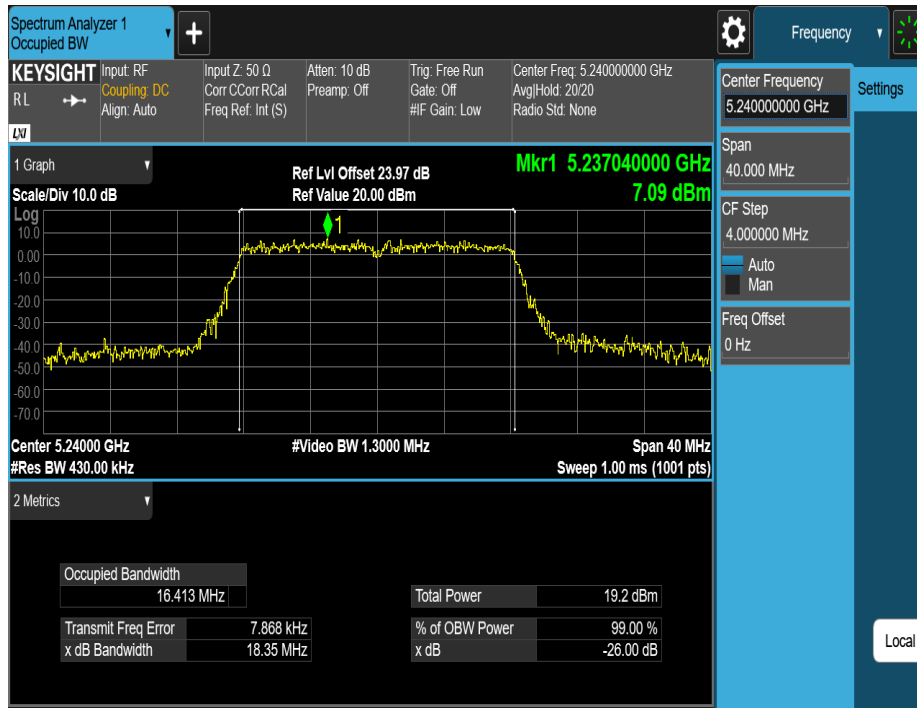 Spectrum Analyzer 1
Occupied BW
+
Frequency
KEYSIGHT
R L
LXI
Input: RF
Coupling: DC
Align: Auto
Input Z: 50 Ω
Corr CCorr RCal
Freq Ref: Int (S)
Atten: 10 dB
Preamp: Off
Trig: Free Run
Gate: Off
#IF Gain: Low
Center Freq: 5.240000000 GHz
Avg|Hold: 20/20
Radio Std: None
Center Frequency
5.240000000 GHz
Settings
Span
40.000 MHz
CF Step
4.000000 MHz
Auto
Man
Freq Offset
0 Hz
Local
1 Graph
Scale/Div 10.0 dB
Ref Lvl Offset 23.97 dB
Ref Value 20.00 dBm
Mkr1 5.237040000 GHz
7.09 dBm
Log
10.0
0.00
-10.0
-20.0
-30.0
-40.0
-50.0
-60.0
-70.0
1
Center 5.24000 GHz
#Res BW 430.00 kHz
#Video BW 1.3000 MHz
Span 40 MHz
Sweep 1.00 ms (1001 pts)
2 Metrics
Occupied Bandwidth
16.413 MHz
Total Power 19.2 dBm
Transmit Freq Error 7.868 kHz
% of OBW Power 99.00 %
x dB Bandwidth 18.35 MHz
x dB -26.00 dB